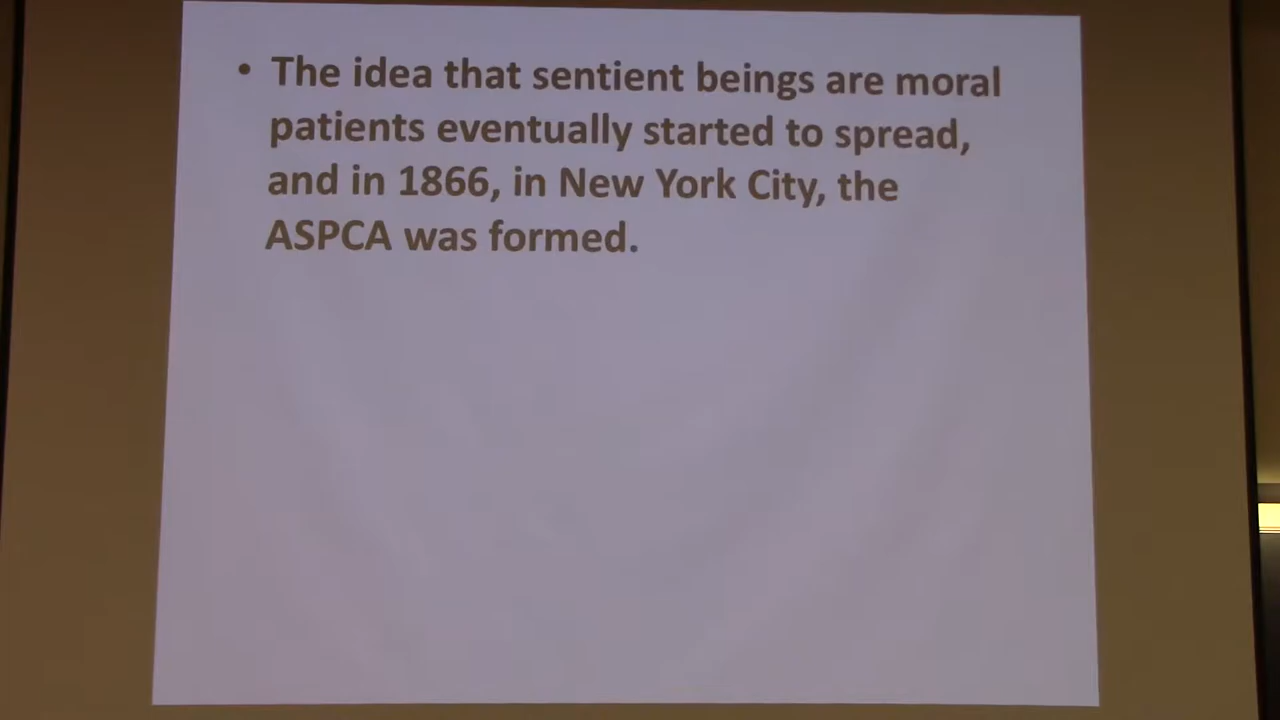 • The idea that sentient beings are moral
patients eventually started to spread,
and in 1866, in New York City, the
ASPCA was formed.